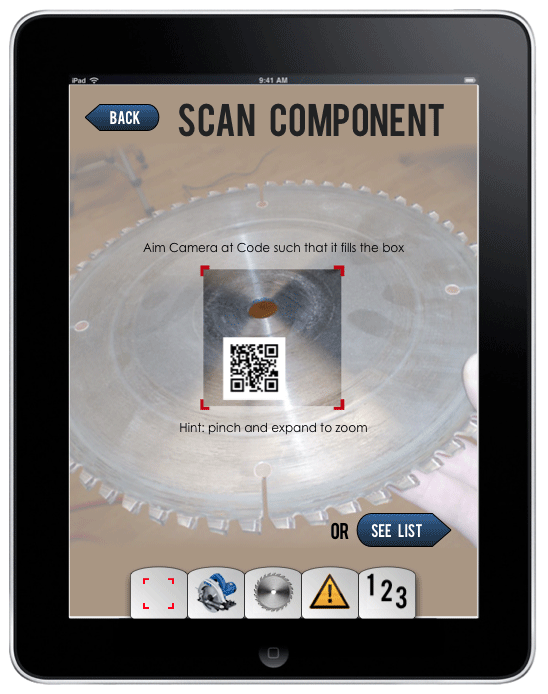 iPad 9:41 AM
BACK SCAN COMPONENT
Aim Camera at Code such that it fills the box
Hint: pinch and expand to zoom
OR SEE LIST
123